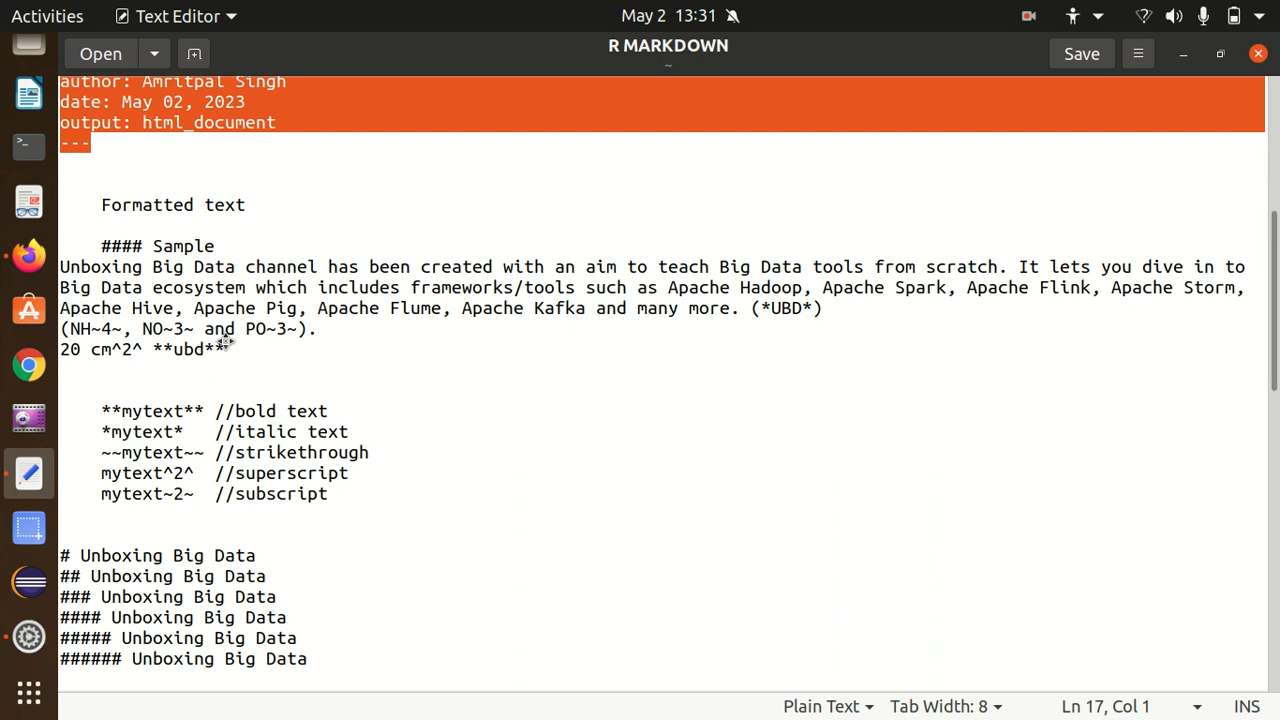 Activities
Text Editor
May 2 13:31
Open
R MARKDOWN
~
Save
author: Amritpal Singh
date: May 02, 2023
output: html_document
---
Formatted text
#### Sample
Unboxing Big Data channel has been created with an aim to teach Big Data tools from scratch. It lets you dive in to
Big Data ecosystem which includes frameworks/tools such as Apache Hadoop, Apache Spark, Apache Flink, Apache Storm,
Apache Hive, Apache Pig, Apache Flume, Apache Kafka and many more. (*UBD*)
(NH~4~, NO~3~ and PO~3~).
20 cm^2^ **ubd**
**mytext** //bold text
*mytext*   //italic text
~~mytext~~ //strikethrough
mytext^2^  //superscript
mytext~2~  //subscript
# Unboxing Big Data
## Unboxing Big Data
### Unboxing Big Data
#### Unboxing Big Data
##### Unboxing Big Data
###### Unboxing Big Data
Plain Text
Tab Width: 8
Ln 17, Col 1
INS